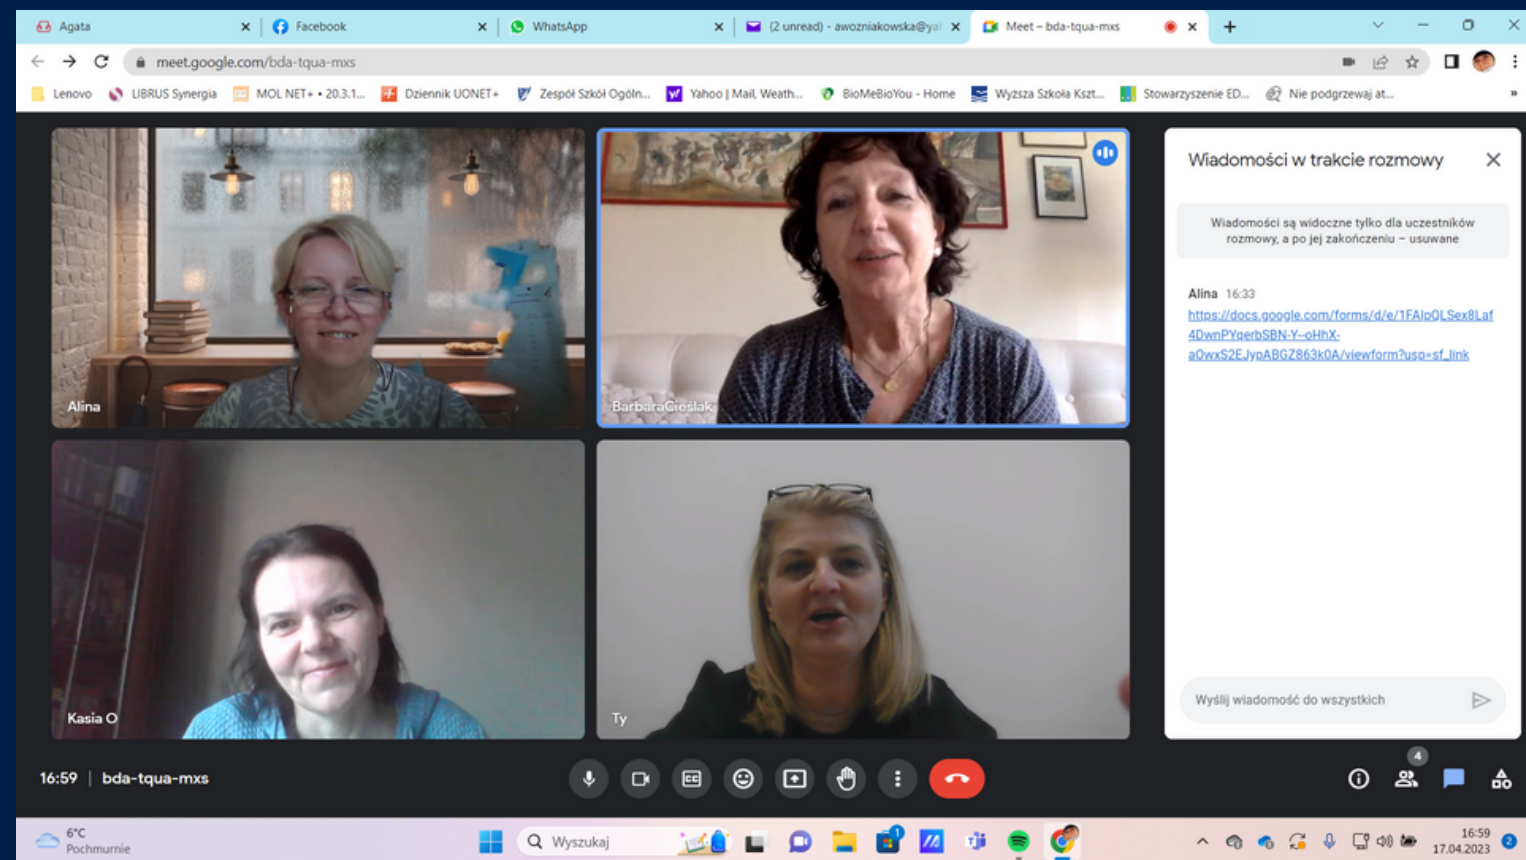 Agata
Facebook
WhatsApp
(2 unread) - awozniakowska@ya
Meet – bda-tqua-mxs
meet.google.com/bda-tqua-mxs
Lenovo
LIBRUS Synergia
MOL NET+ • 20.3.1...
Dziennik UONET+
Zespół Szkół Ogóln...
Yahoo | Mail, Weath...
BioMeBioYou - Home
Wyższa Szkoła Kszt...
Stowarzyszenie ED...
Nie podgrzewaj at...
»
Alina
BarbaraCieślak
Kasia O
Ty
Wiadomości w trakcie rozmowy
Wiadomości są widoczne tylko dla uczestników
rozmowy, a po jej zakończeniu – usuwane
Alina 16:33
https://docs.google.com/forms/d/e/1FAIpQLSex8Laf
4DwnPYqerbSBN-Y--oHhX-
aOwxS2EJypABGZ863k0A/viewform?usp=sf_link
Wyślij wiadomość do wszystkich
16:59 | bda-tqua-mxs
CC
4
6°C
Pochmurnie
Wyszukaj
1
16:59
17.04.2023
2